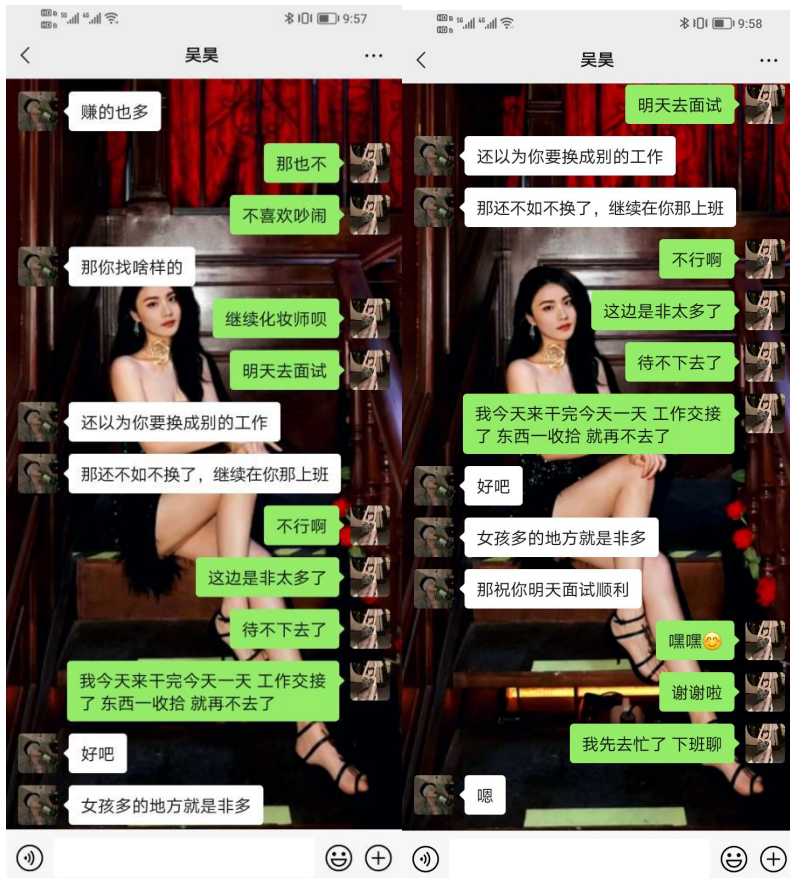 9:57
吴昊
赚的也多
那也不
不喜欢吵闹
那你找啥样的
继续化妆师呗
明天去面试
还以为你要换成别的工作
那还不如不换了，继续在你那上班
不行啊
这边是非太多了
待不下去了
我今天来干完今天一天 工作交接
了 东西一收拾 就再不去了
好吧
女孩多的地方就是非多
9:58
吴昊
明天去面试
还以为你要换成别的工作
那还不如不换了，继续在你那上班
不行啊
这边是非太多了
待不下去了
我今天来干完今天一天 工作交接
了 东西一收拾 就再不去了
好吧
女孩多的地方就是非多
那祝你明天面试顺利
嘿嘿😊
谢谢啦
我先去忙了 下班聊
嗯